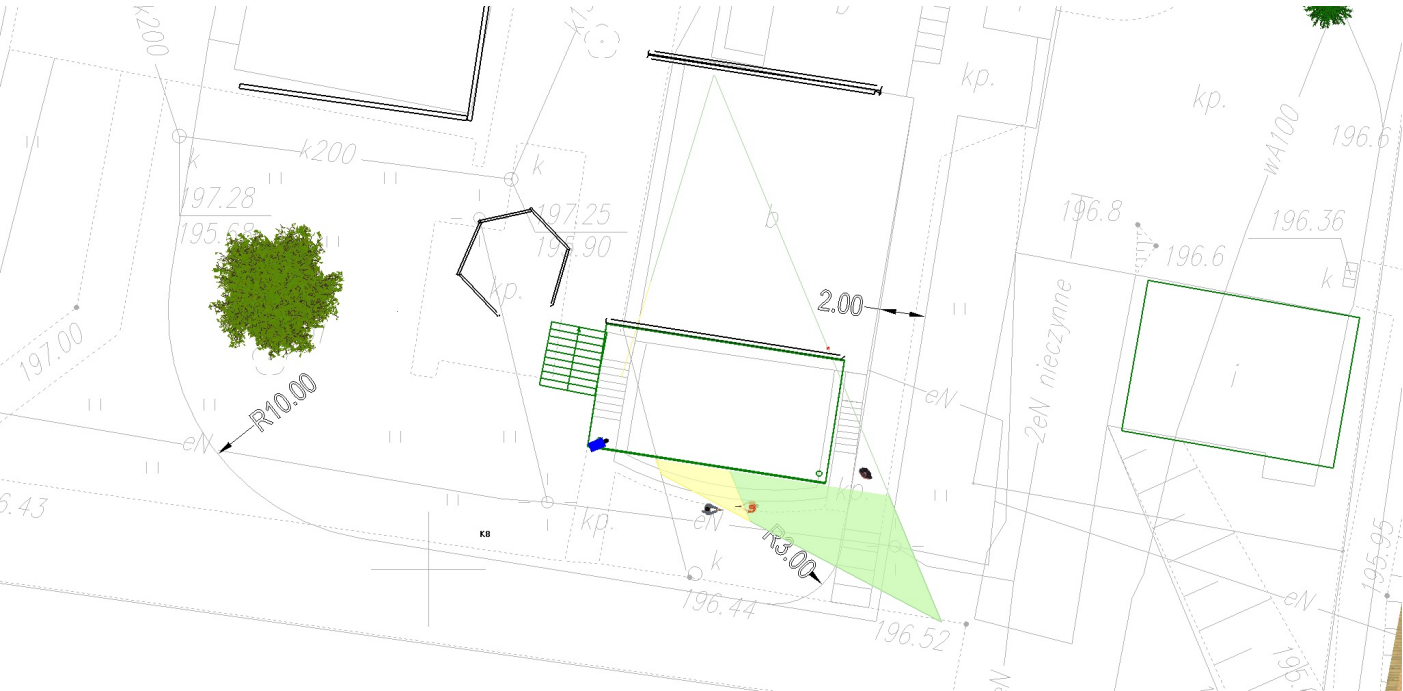 k200
k200
k
197.28
195.68
k
197.25
195.90
kp.
b
kp.
kp.
wA100
196.6
196.8
196.6
196.36
k
2.00
2eN nieczynne
i
eN
197.00
R10.00
eN
kp.
kp.
eN
R3.00
k
196.44
196.52
K8
eN
195.95
eN